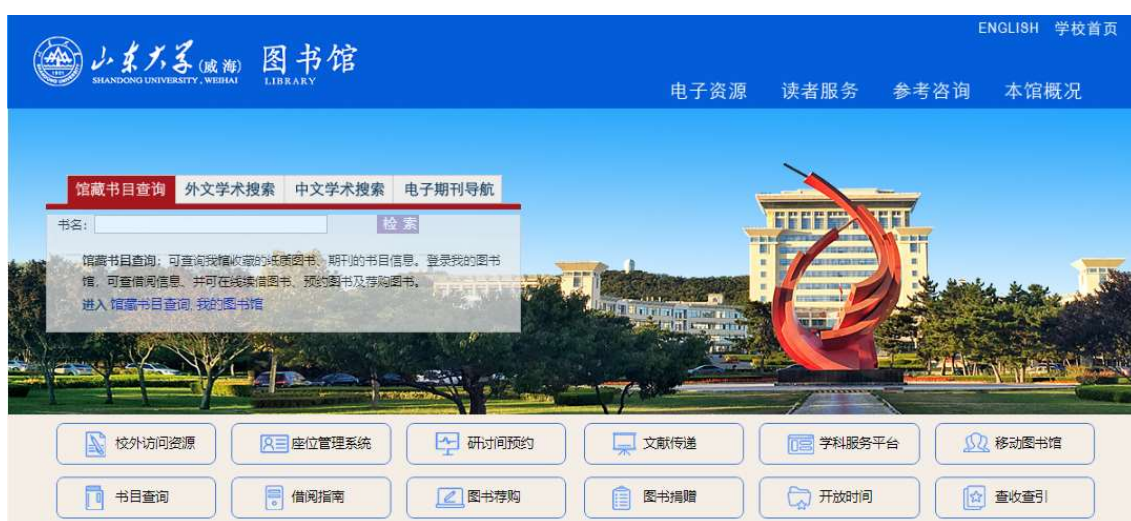 ENGLISH 学校首页
山东大学(威海) 图书馆
SHANDONG UNIVERSITY, WEIHAI LIBRARY
电子资源 读者服务 参考咨询 本馆概况
馆藏书目查询 外文学术搜索 中文学术搜索 电子期刊导航
书名: 检 索
馆藏书目查询：可查询我馆收藏的纸质图书、期刊的书目信息。登录我的图书
馆，可查借阅信息、并可在线续借图书、预约图书及荐购图书。
进入 馆藏书目查询, 我的图书馆
校外访问资源 座位管理系统 研讨间预约 文献传递 学科服务平台 移动图书馆
书目查询 借阅指南 图书荐购 图书捐赠 开放时间 查收查引